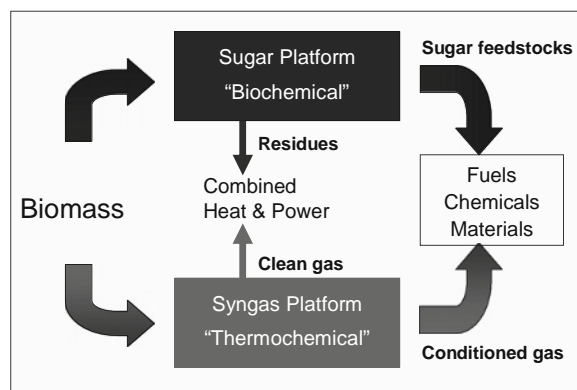 Sugar Platform
“Biochemical”
Sugar feedstocks
Residues
Combined
Heat & Power
Biomass
Fuels
Chemicals
Materials
Clean gas
Syngas Platform
“Thermochemical”
Conditioned gas